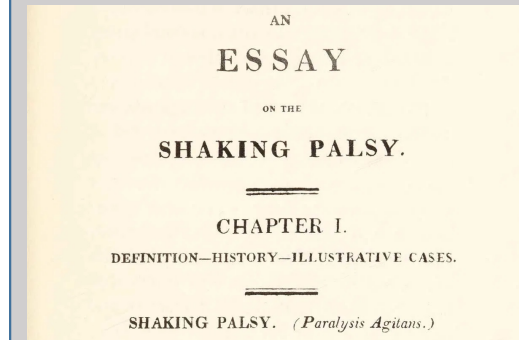 AN
ESSAY
ON THE
SHAKING PALSY.
CHAPTER I.
DEFINITION—HISTORY—ILLUSTRATIVE CASES.
SHAKING PALSY. (Paralysis Agitans.)